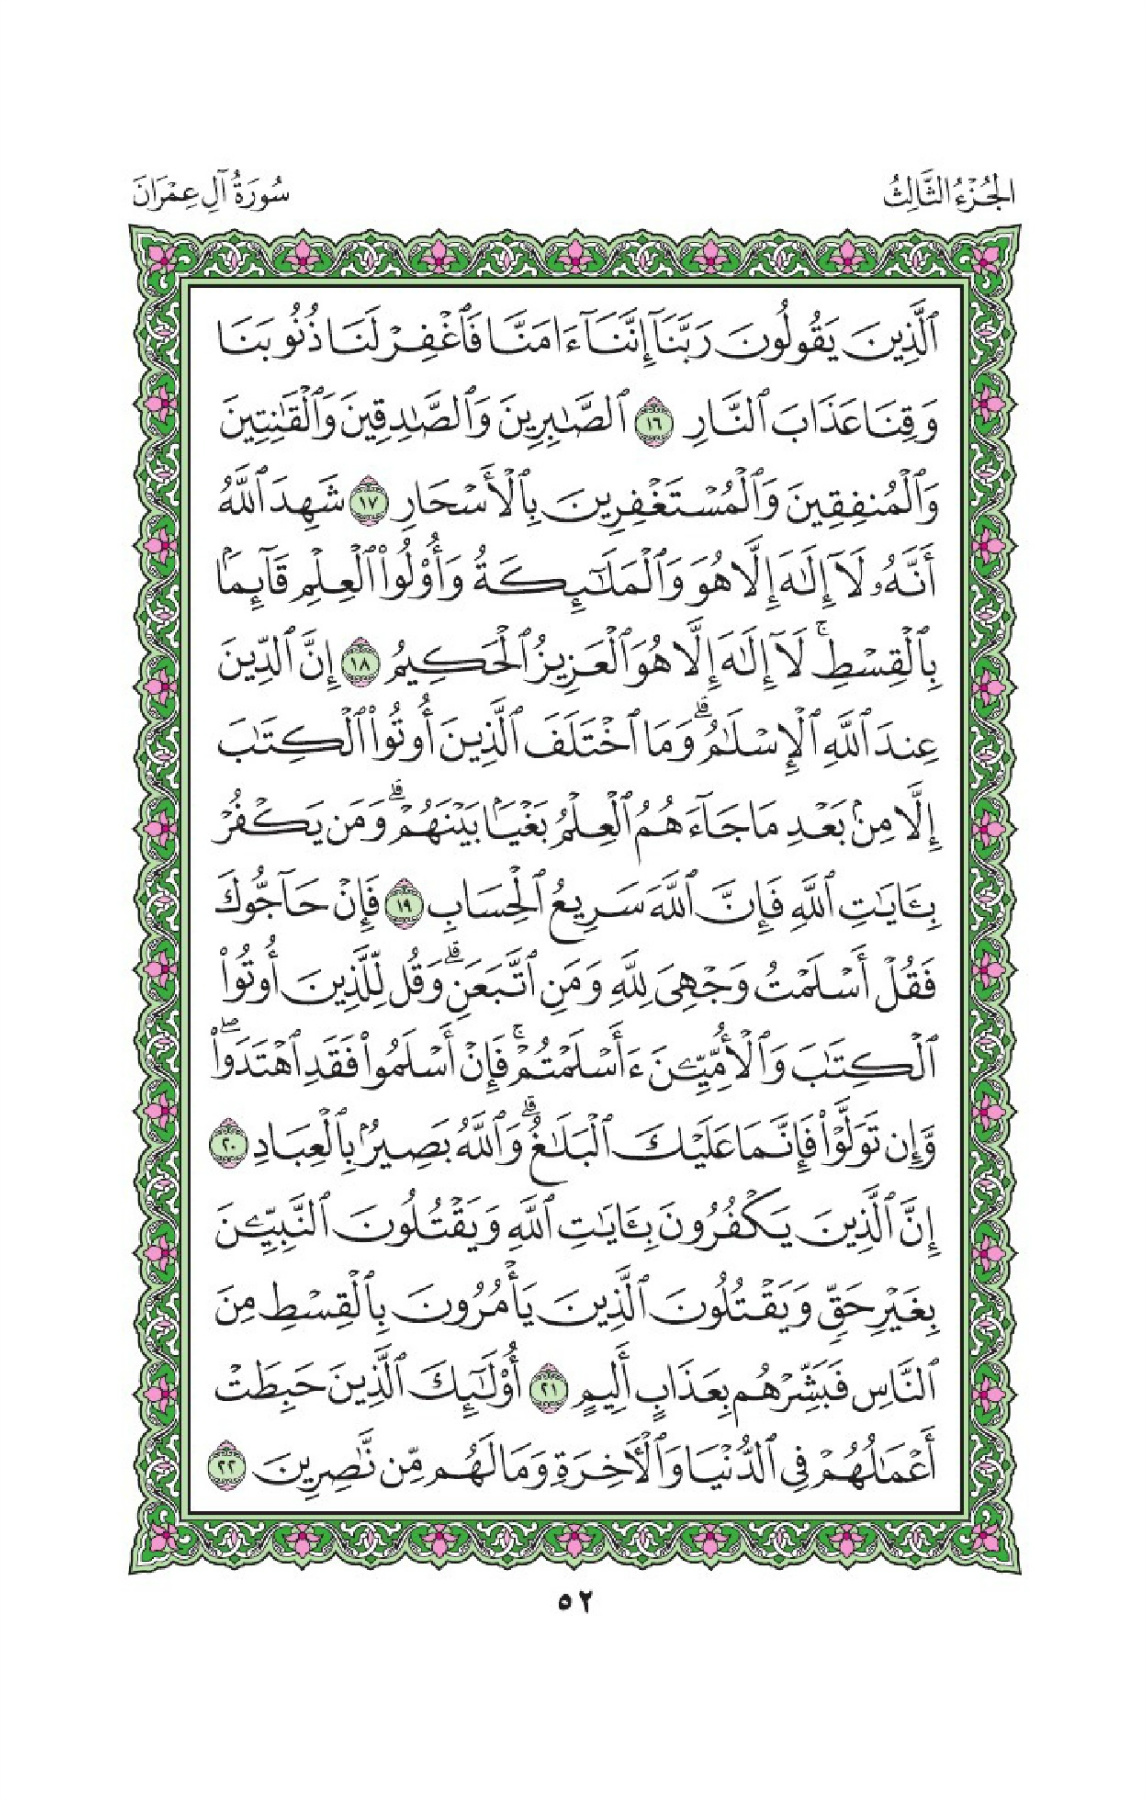 الجُزْءُ الثَّالِثُ
سُورَةُ آلِ عِمْرَانَ
ٱلَّذِينَ يَقُولُونَ رَبَّنَآ إِنَّنَآ ءَامَنَّا فَٱغْفِرْ لَنَا ذُنُوبَنَا
وَقِنَا عَذَابَ ٱلنَّارِ ١٦ ٱلصَّٰبِرِينَ وَٱلصَّٰدِقِينَ وَٱلْقَٰنِتِينَ
وَٱلْمُنفِقِينَ وَٱلْمُسْتَغْفِرِينَ بِٱلْأَسْحَارِ ١٧ شَهِدَ ٱللَّهُ
أَنَّهُۥ لَآ إِلَٰهَ إِلَّا هُوَ وَٱلْمَلَٰٓئِكَةُ وَأُو۟لُوا۟ ٱلْعِلْمِ قَآئِمًۢا
بِٱلْقِسْطِ ۚ لَآ إِلَٰهَ إِلَّا هُوَ ٱلْعَزِيزُ ٱلْحَكِيمُ ١٨ إِنَّ ٱلدِّينَ
عِندَ ٱللَّهِ ٱلْإِسْلَٰمُ ۗ وَمَا ٱخْتَلَفَ ٱلَّذِينَ أُوتُوا۟ ٱلْكِتَٰبَ
إِلَّا مِنۢ بَعْدِ مَا جَآءَهُمُ ٱلْعِلْمُ بَغْيًۢا بَيْنَهُمْ ۗ وَمَن يَكْفُرْ
بِـَٔايَٰتِ ٱللَّهِ فَإِنَّ ٱللَّهَ سَرِيعُ ٱلْحِسَابِ ١٩ فَإِنْ حَآجُّوكَ
فَقُلْ أَسْلَمْتُ وَجْهِىَ لِلَّهِ وَمَنِ ٱتَّبَعَنِ ۗ وَقُل لِّلَّذِينَ أُوتُوا۟
ٱلْكِتَٰبَ وَٱلْأُمِّيِّـۧنَ ءَأَسْلَمْتُمْ ۚ فَإِنْ أَسْلَمُوا۟ فَقَدِ ٱهْتَدَوا۟ ۖ
وَّإِن تَوَلَّوْا۟ فَإِنَّمَا عَلَيْكَ ٱلْبَلَٰغُ ۗ وَٱللَّهُ بَصِيرٌۢ بِٱلْعِبَادِ ٢٠
إِنَّ ٱلَّذِينَ يَكْفُرُونَ بِـَٔايَٰتِ ٱللَّهِ وَيَقْتُلُونَ ٱلنَّبِيِّـۧنَ
بِغَيْرِ حَقٍّ وَيَقْتُلُونَ ٱلَّذِينَ يَأْمُرُونَ بِٱلْقِسْطِ مِنَ
ٱلنَّاسِ فَبَشِّرْهُم بِعَذَابٍ أَلِيمٍ ٢١ أُو۟لَٰٓئِكَ ٱلَّذِينَ حَبِطَتْ
أَعْمَٰلُهُمْ فِى ٱلدُّنْيَا وَٱلْـَٔاخِرَةِ وَمَا لَهُم مِّن نَّٰصِرِينَ ٢٢
٥٢